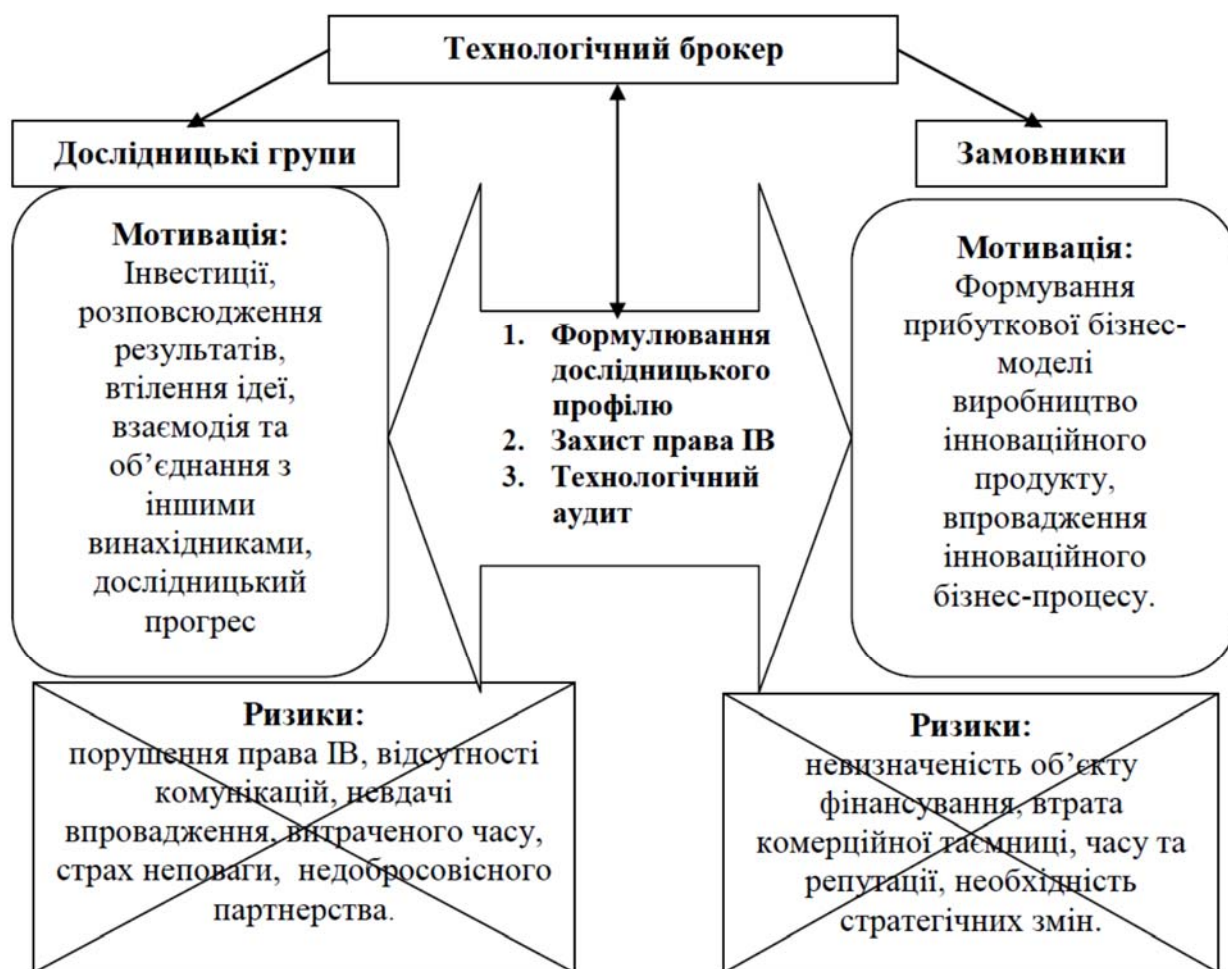 Технологічний брокер
Дослідницькі групи
Замовники
Мотивація:
Інвестиції,
розповсюдження
результатів,
втілення ідеї,
взаємодія та
об’єднання з
іншими
винахідниками,
дослідницький
прогрес
1. Формулювання
дослідницького
профілю
2. Захист права ІВ
3. Технологічний
аудит
Мотивація:
Формування
прибуткової бізнес-
моделі
виробництво
інноваційного
продукту,
впровадження
інноваційного
бізнес-процесу.
Ризики:
порушення права ІВ, відсутності
комунікацій, невдачі
впровадження, витраченого часу,
страх неповаги, недобросовісного
партнерства.
Ризики:
невизначеність об’єкту
фінансування, втрата
комерційної таємниці, часу та
репутації, необхідність
стратегічних змін.